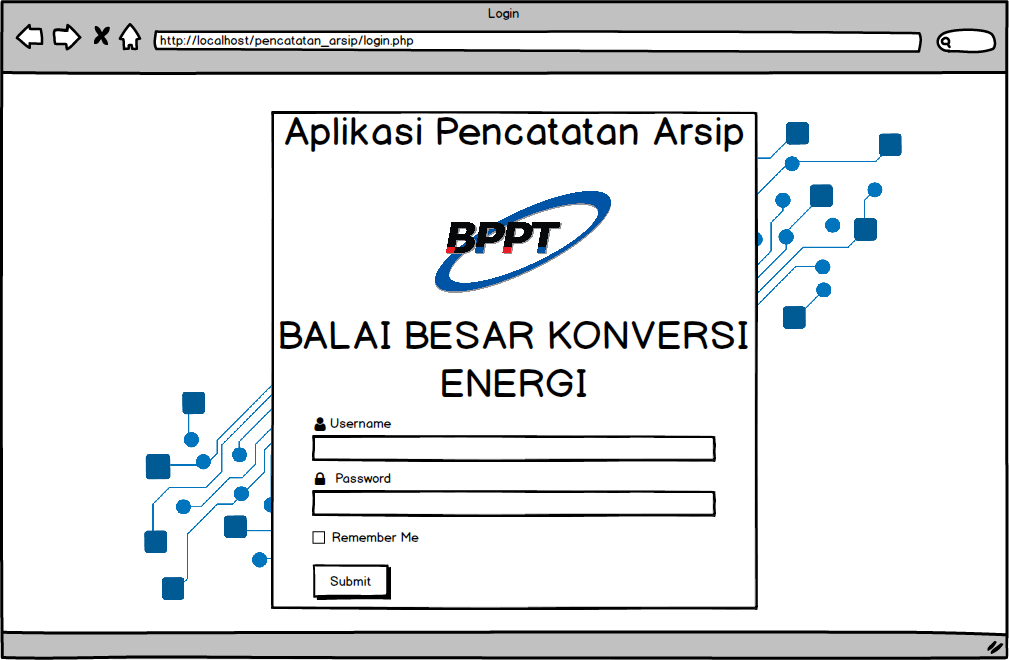 Login
http://localhost/pencatatan_arsip/login.php
Aplikasi Pencatatan Arsip
BPPT
BALAI BESAR KONVERSI
ENERGI
Username
Password
Remember Me
Submit